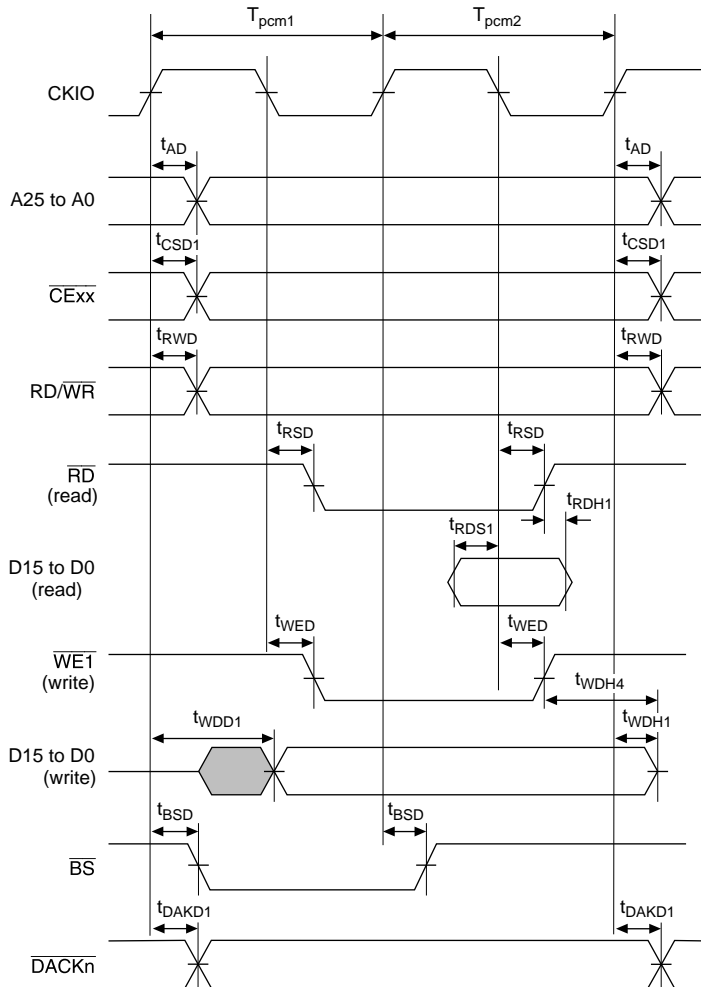 Tpcm1 Tpcm2
CKIO
tAD tAD
A25 to A0
tCSD1 tCSD1
CExx
tRWD tRWD
RD/WR
tRSD tRSD
RD
(read)
tRDH1
tRDS1
D15 to D0
(read)
tWED tWED
WE1
(write)
tWDH4
tWDD1 tWDH1
D15 to D0
(write)
tBSD tBSD
BS
tDAKD1 tDAKD1
DACKn